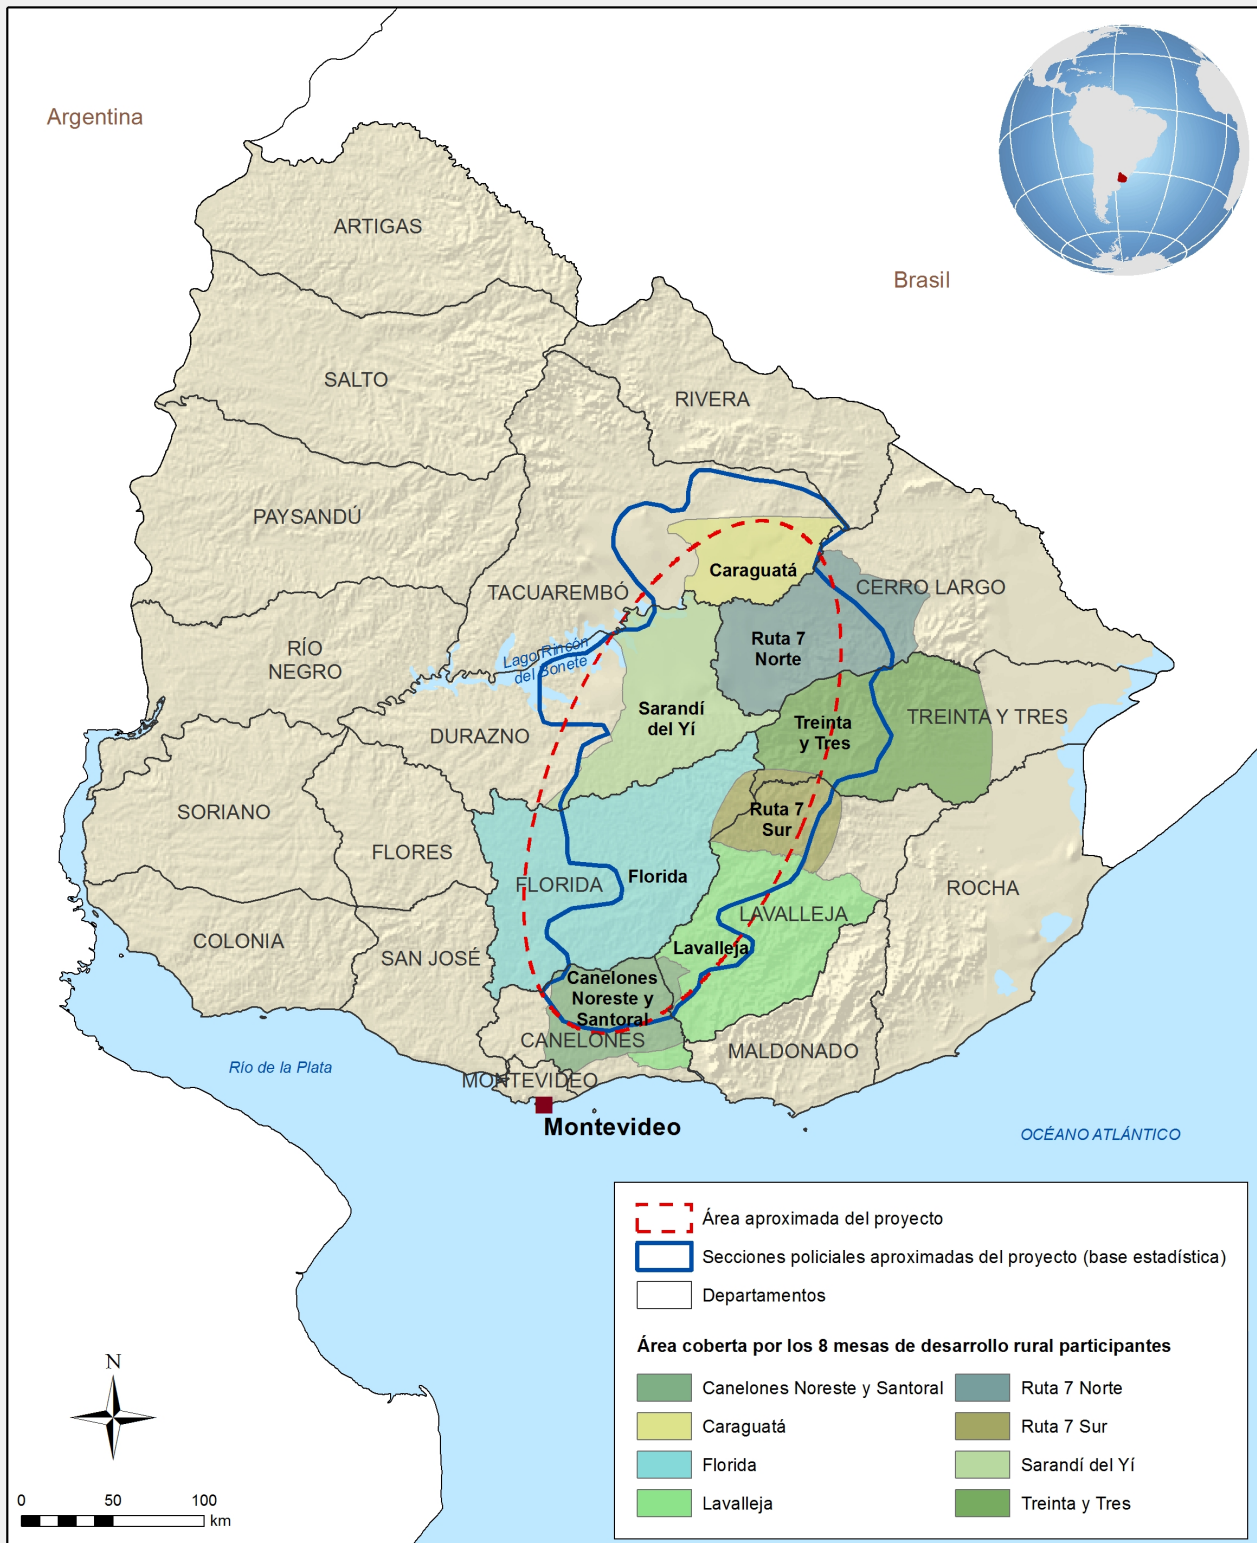 Argentina
Brasil
ARTIGAS
SALTO
RIVERA
PAYSANDÚ
TACUAREMBÓ
Caraguatá
CERRO LARGO
RÍO
NEGRO
Lago Rincón
del Bonete
Ruta 7
Norte
Sarandí
del Yí
DURAZNO
Treinta
y Tres
TREINTA Y TRES
SORIANO
FLORES
Ruta 7
Sur
FLORIDA
Florida
ROCHA
LAVALLEJA
COLONIA
SAN JOSÉ
Lavalleja
Canelones
Noreste y
Santoral
CANELONES
MALDONADO
Río de la Plata
MONTEVIDEO
Montevideo
OCÉANO ATLÁNTICO
Área aproximada del proyecto
Secciones policiales aproximadas del proyecto (base estadística)
Departamentos
Área coberta por los 8 mesas de desarrollo rural participantes
Canelones Noreste y Santoral
Caraguatá
Florida
Lavalleja
Ruta 7 Norte
Ruta 7 Sur
Sarandí del Yí
Treinta y Tres
N
0 50 100
km